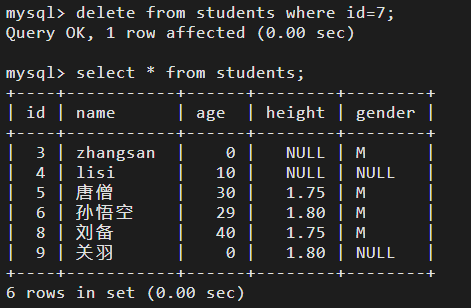 mysql> delete from students where id=7;
Query OK, 1 row affected (0.00 sec)

mysql> select * from students;
+----+-----------+------+--------+--------+
| id | name      | age  | height | gender |
+----+-----------+------+--------+--------+
|  3 | zhangsan  |    0 |   NULL | M      |
|  4 | lisi      |   10 |   NULL | NULL   |
|  5 | 唐僧      |   30 |   1.75 | M      |
|  6 | 孙悟空    |   29 |   1.80 | M      |
|  8 | 刘备      |   40 |   1.75 | M      |
|  9 | 关羽      |    0 |   1.80 | NULL   |
+----+-----------+------+--------+--------+
6 rows in set (0.00 sec)